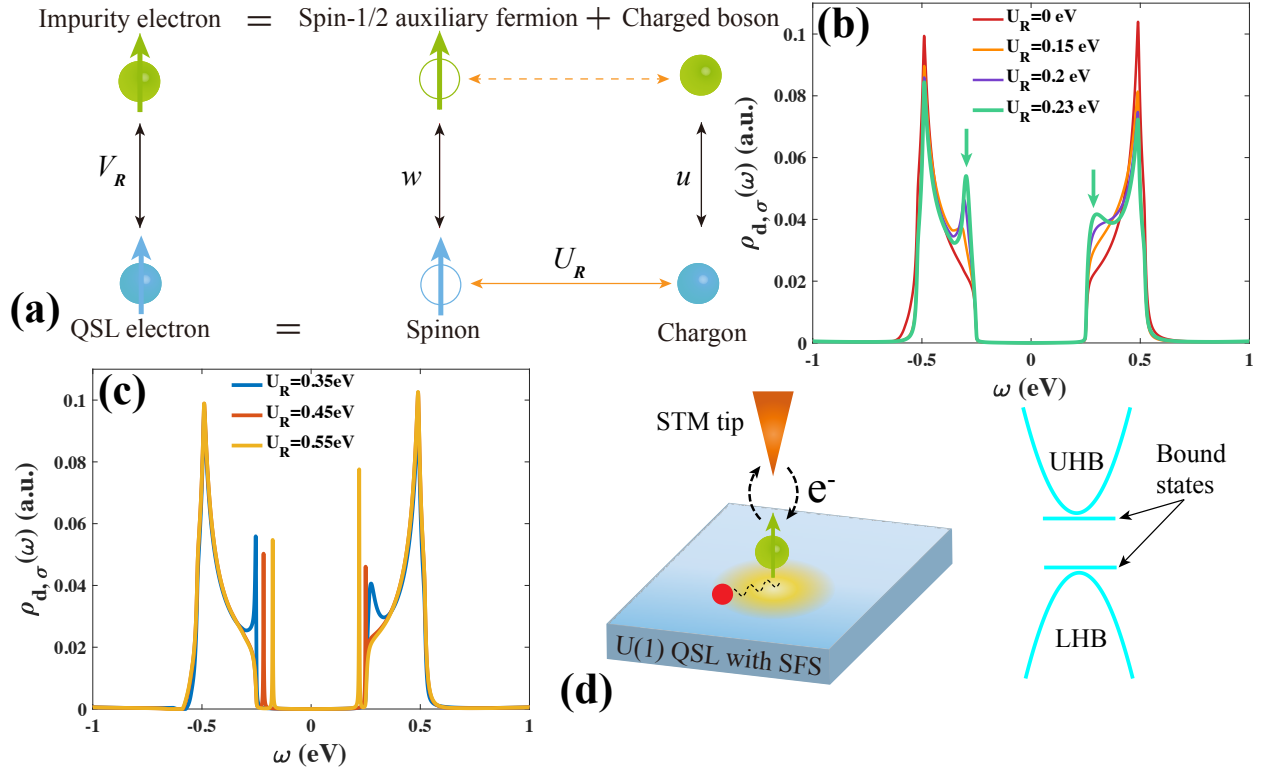 Impurity electron = Spin-1/2 auxiliary fermion + Charged boson
V_R
w
u
U_R
(a)
QSL electron = Spinon Chargon
(b)
U_R=0 eV
U_R=0.15 eV
U_R=0.2 eV
U_R=0.23 eV
0.1
0.08
0.06
0.04
0.02
0
-1 -0.5 0 0.5 1
ρ_d,σ(ω) (a.u.)
ω (eV)
(c)
U_R=0.35eV
U_R=0.45eV
U_R=0.55eV
0.1
0.08
0.06
0.04
0.02
0
-1 -0.5 0 0.5 1
ρ_d,σ(ω) (a.u.)
ω (eV)
STM tip
e-
U(1) QSL with SFS
(d)
UHB
Bound
states
LHB